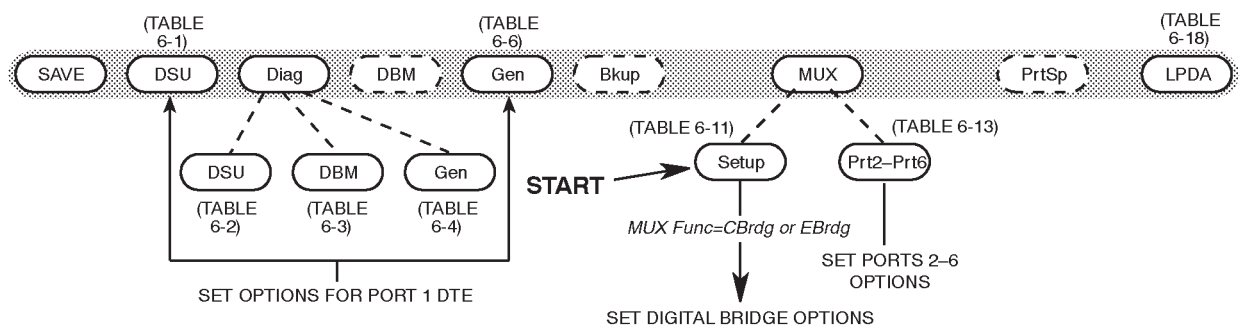 (TABLE
6-1)
(TABLE
6-6)
(TABLE
6-18)
SAVE
DSU
Diag
DBM
Gen
Bkup
MUX
PrtSp
LPDA
(TABLE 6-11)
(TABLE 6-13)
DSU
DBM
Gen
START
Setup
Prt2–Prt6
(TABLE
6-2)
(TABLE
6-3)
(TABLE
6-4)
MUX Func=CBrdg or EBrdg
SET PORTS 2–6
OPTIONS
SET OPTIONS FOR PORT 1 DTE
SET DIGITAL BRIDGE OPTIONS